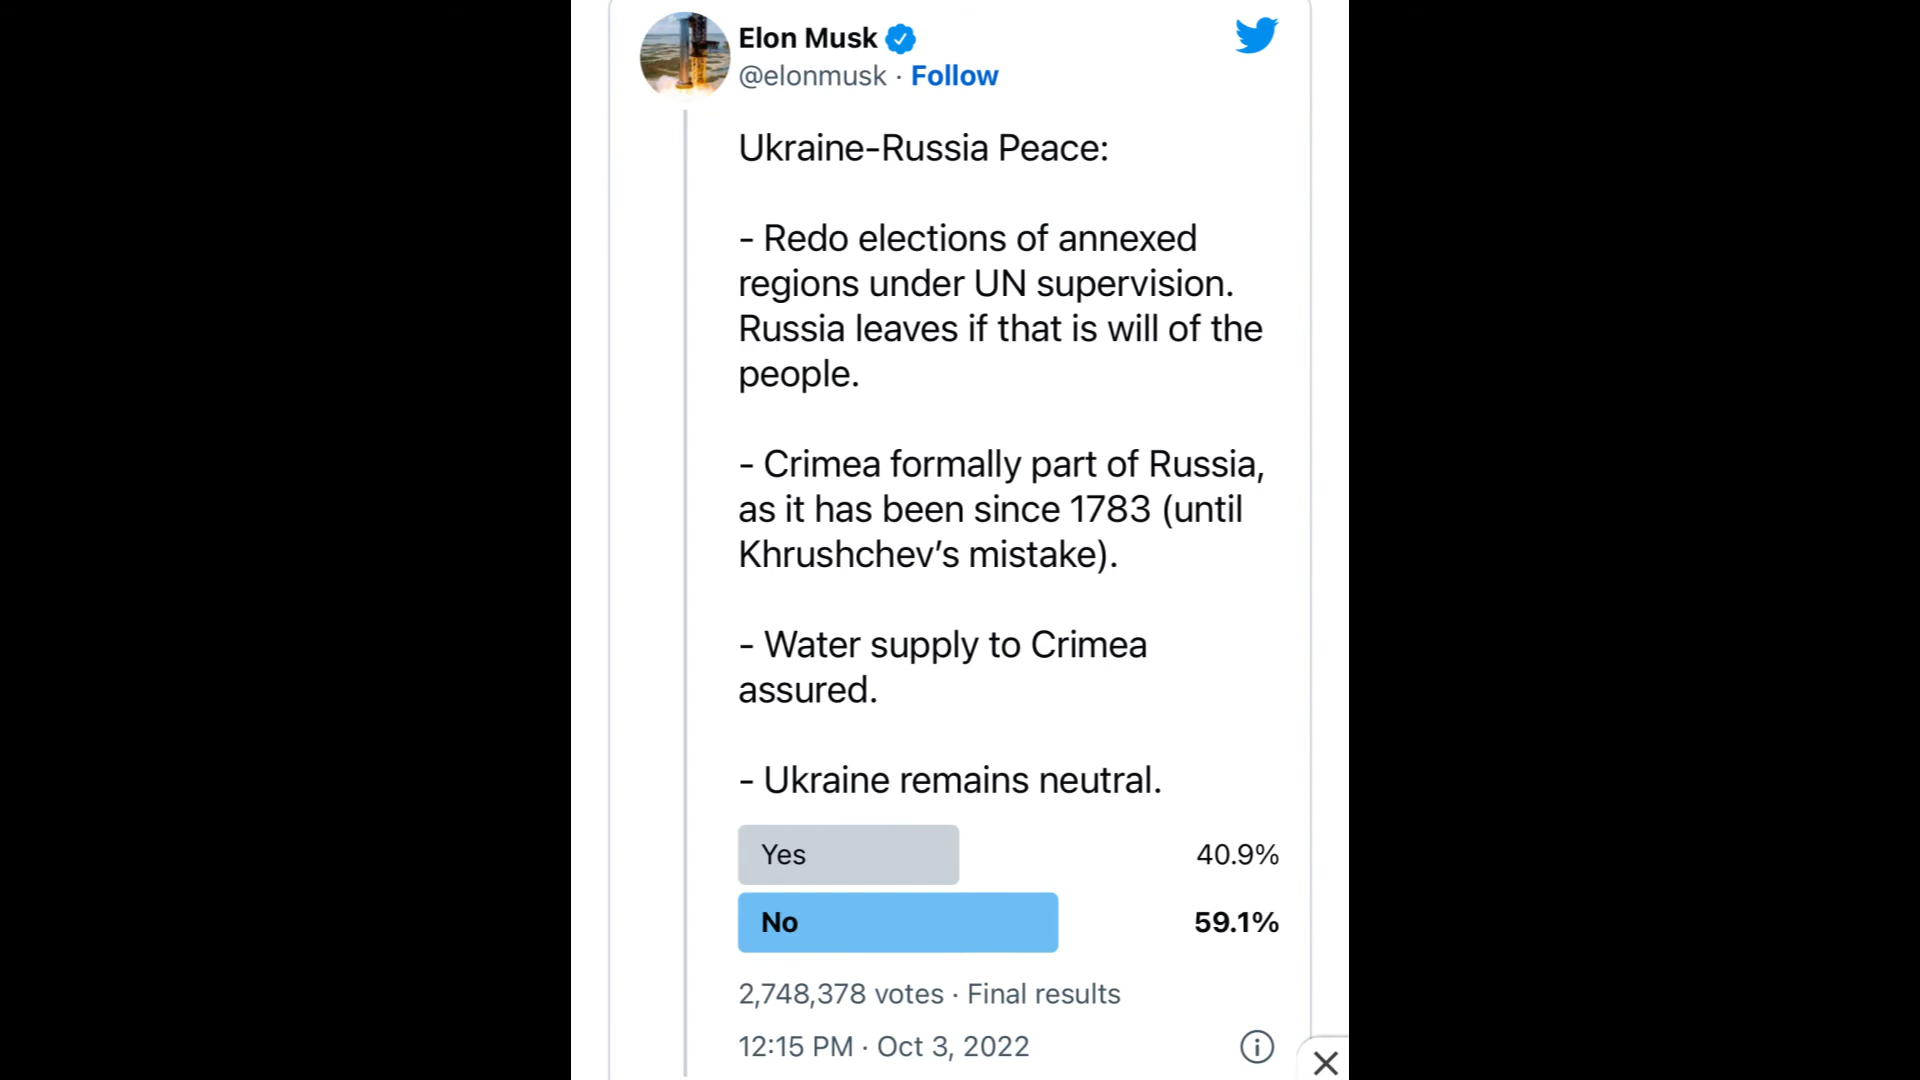 Elon Musk
@elonmusk · Follow
Ukraine-Russia Peace:
- Redo elections of annexed
regions under UN supervision.
Russia leaves if that is will of the
people.
- Crimea formally part of Russia,
as it has been since 1783 (until
Khrushchev’s mistake).
- Water supply to Crimea
assured.
- Ukraine remains neutral.
Yes 40.9%
No 59.1%
2,748,378 votes · Final results
12:15 PM · Oct 3, 2022